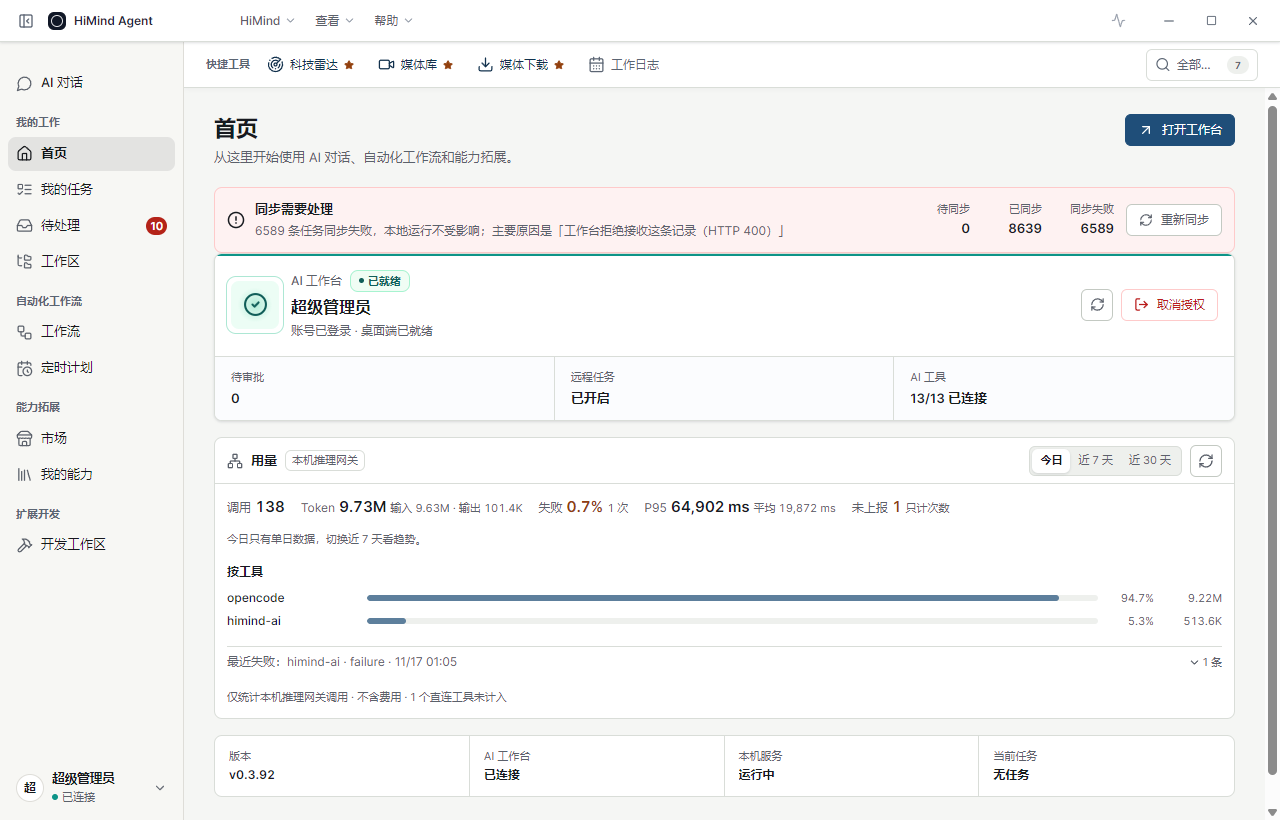 HiMind Agent
HiMind 查看 帮助
AI 对话
我的工作
首页
我的任务
待处理 10
工作区
自动化工作流
工作流
定时计划
能力拓展
市场
我的能力
扩展开发
开发工作区
超 超级管理员
已连接
快捷工具 科技雷达 媒体库 媒体下载 工作日志 全部... 7
首页
从这里开始使用 AI 对话、自动化工作流和能力拓展。
打开工作台
同步需要处理
6589 条任务同步失败，本地运行不受影响；主要原因是「工作台拒绝接收这条记录（HTTP 400）」
待同步 已同步 同步失败
0 8639 6589
重新同步
AI 工作台 已就绪
超级管理员
账号已登录 · 桌面端已就绪
取消授权
待审批 远程任务 AI 工具
0 已开启 13/13 已连接
用量 本机推理网关 今日 近 7 天 近 30 天
调用 138 Token 9.73M 输入 9.63M · 输出 101.4K 失败 0.7% 1 次 P95 64,902 ms 平均 19,872 ms 未上报 1 只计次数
今日只有单日数据，切换近 7 天看趋势。
按工具
opencode 94.7% 9.22M
himind-ai 5.3% 513.6K
最近失败：himind-ai · failure · 11/17 01:05 1 条
仅统计本机推理网关调用 · 不含费用 · 1 个直连工具未计入
版本 AI 工作台 本机服务 当前任务
v0.3.92 已连接 运行中 无任务